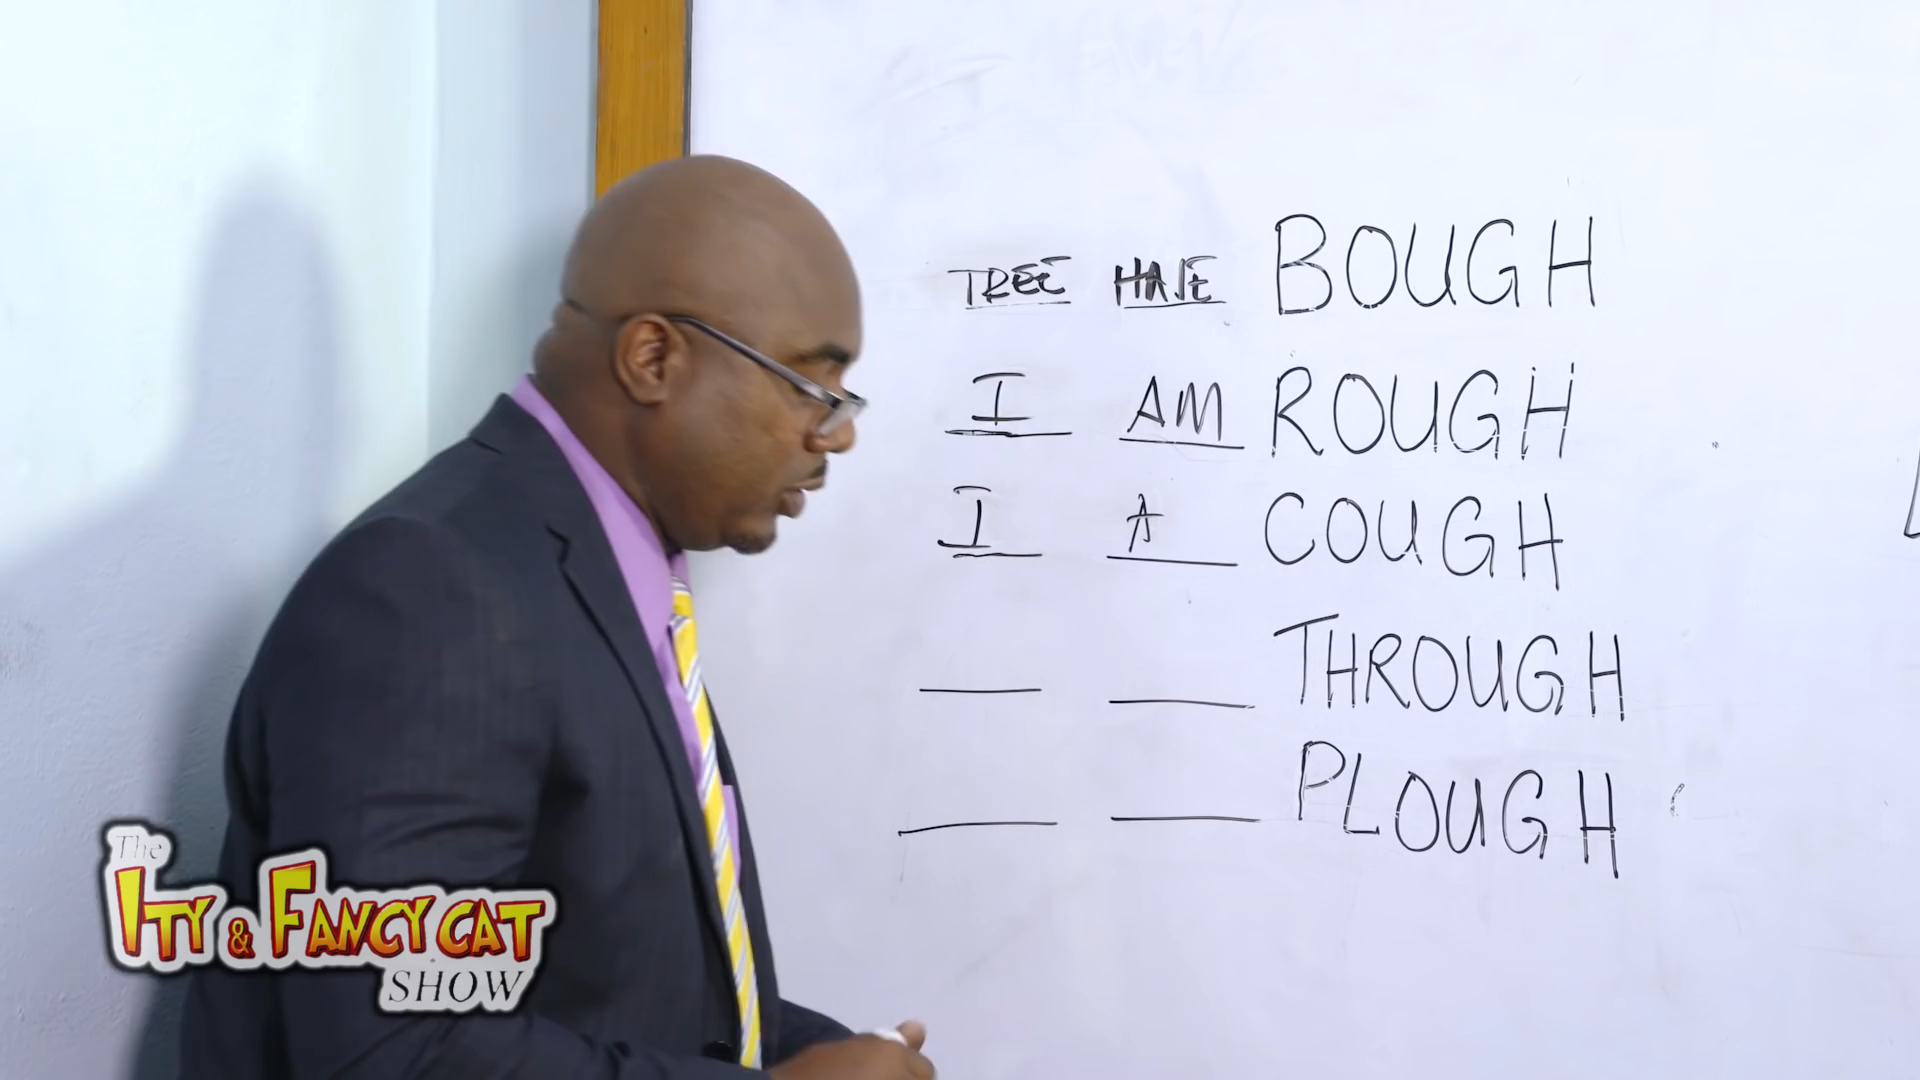 TREE HAVE BOUGH
I AM ROUGH
I A COUGH
THROUGH
PLOUGH
The
ITY & FANCY CAT
SHOW